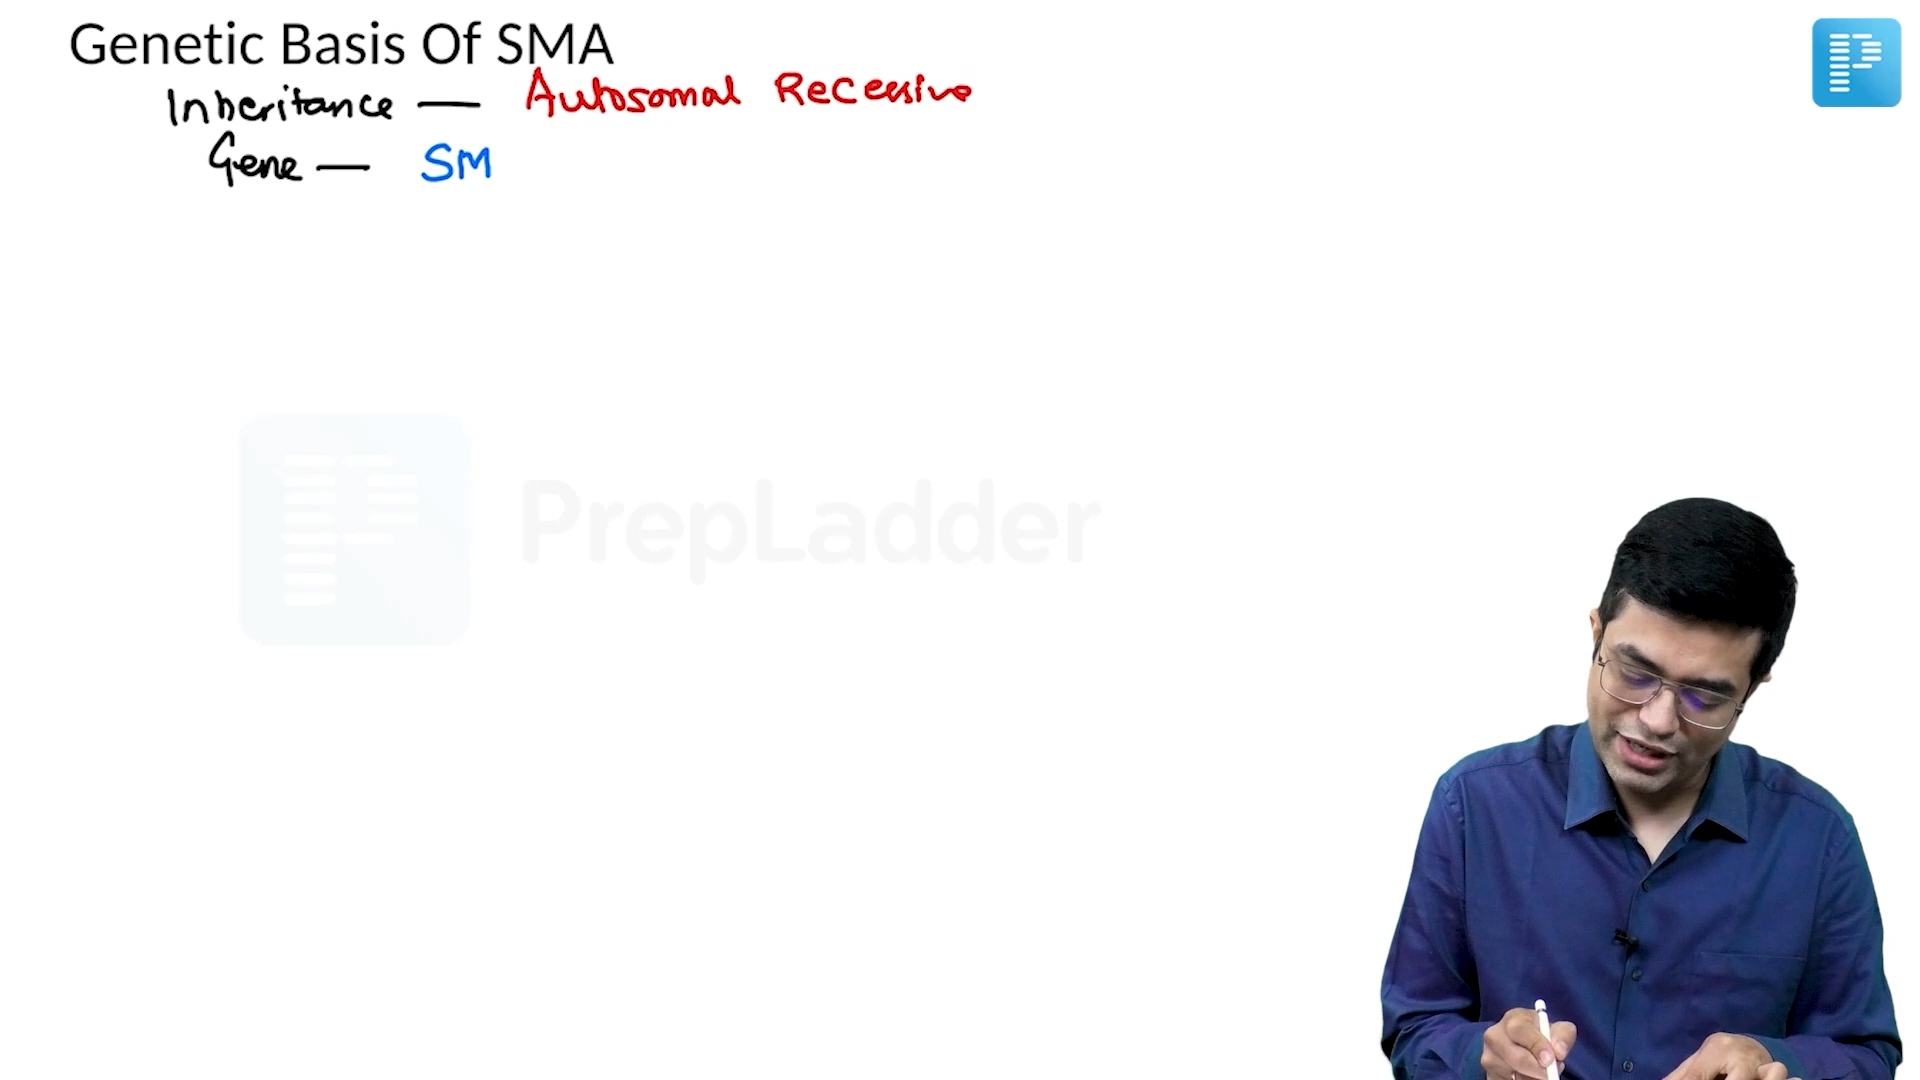 Genetic Basis Of SMA
Inheritance — Autosomal Recessive
Gene — SM
PrepLadder